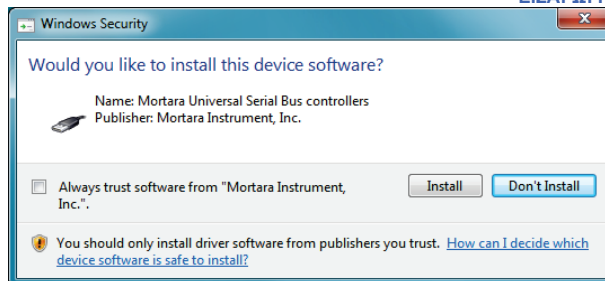 Windows Security
Would you like to install this device software?
Name: Mortara Universal Serial Bus controllers
Publisher: Mortara Instrument, Inc.
Always trust software from "Mortara Instrument,
Inc.".
Install
Don't Install
You should only install driver software from publishers you trust. How can I decide which
device software is safe to install?